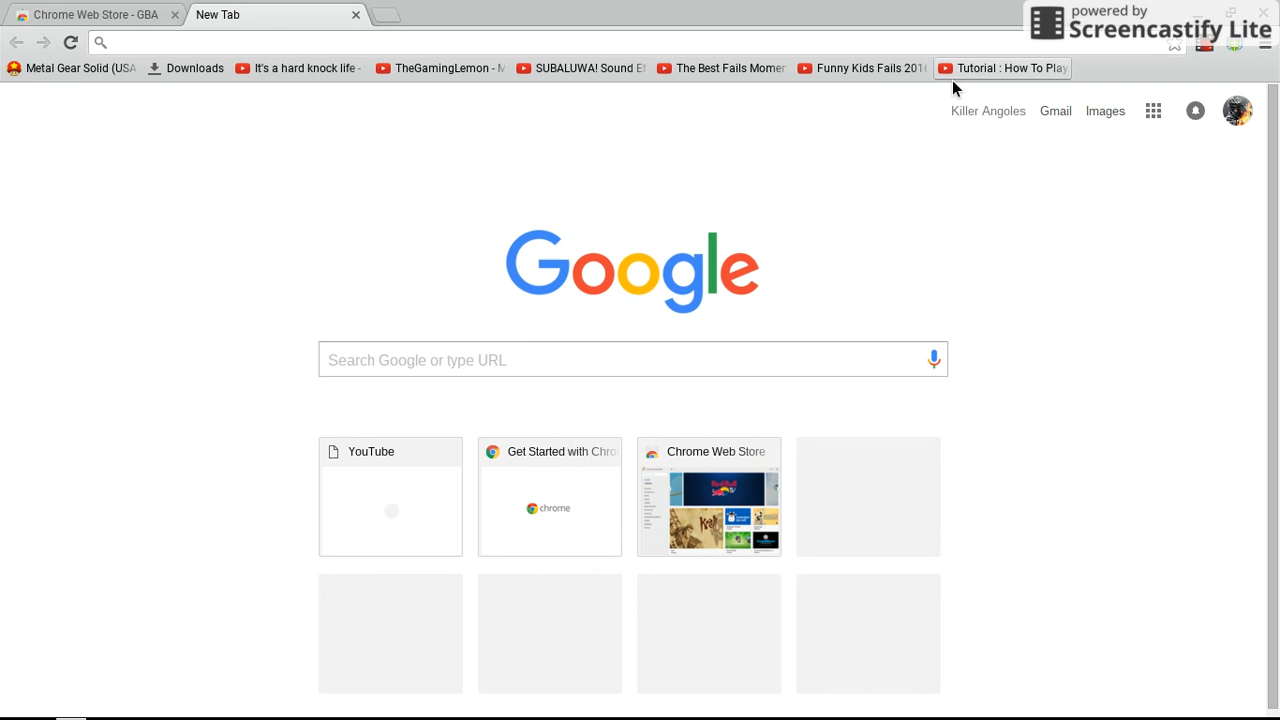 Chrome Web Store - GBA
New Tab
powered by
Screencastify Lite
Metal Gear Solid (USA
Downloads
It's a hard knock life -
TheGamingLemon - M
SUBALUWA! Sound Ef
The Best Fails Momen
Funny Kids Fails 201
Tutorial : How To Play
Killer Angoles
Gmail
Images
Google
Search Google or type URL
YouTube
Get Started with Chro
Chrome Web Store
chrome